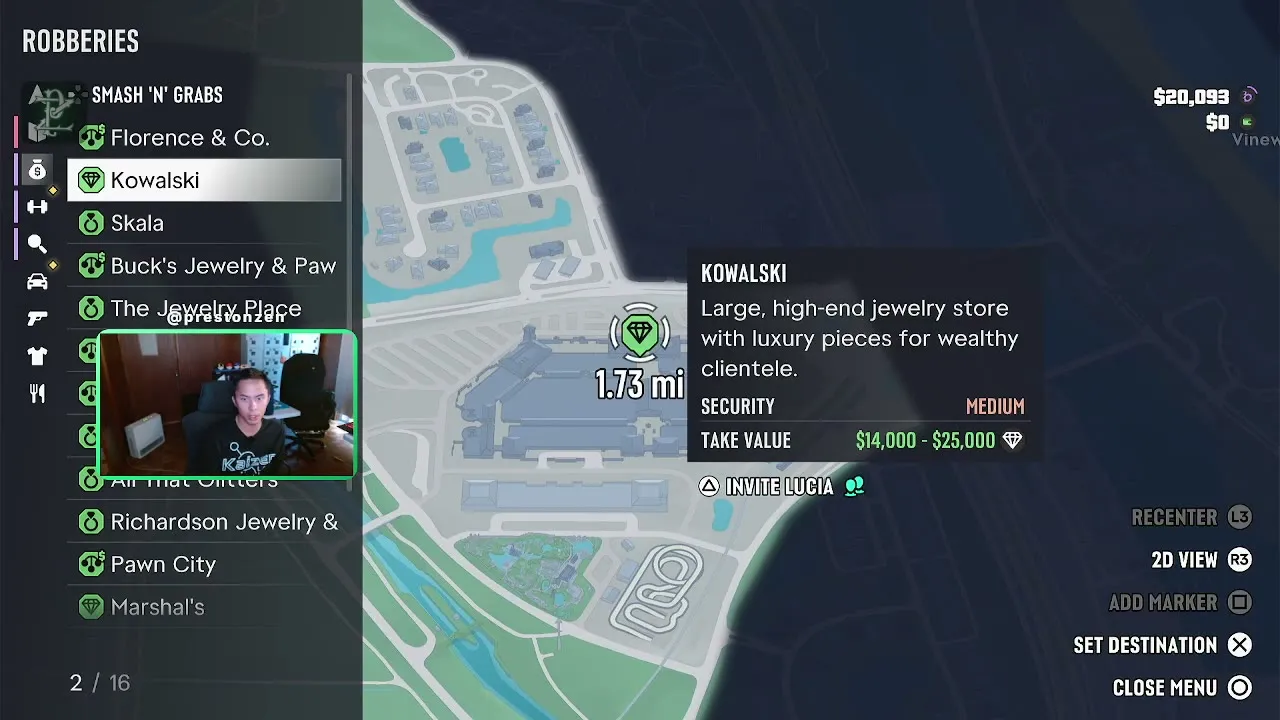 ROBBERIES
SMASH 'N' GRABS
Florence & Co.
Kowalski
Skala
Buck's Jewelry & Paw
The Jewelry Place
@prestonzen
Kaizen
All That Glitters
Richardson Jewelry &
Pawn City
Marshal's
2 / 16
1.73 mi
KOWALSKI
Large, high-end jewelry store
with luxury pieces for wealthy
clientele.
SECURITY MEDIUM
TAKE VALUE $14,000 - $25,000
INVITE LUCIA
$20,093
$0
View
RECENTER L3
2D VIEW R3
ADD MARKER
SET DESTINATION
CLOSE MENU